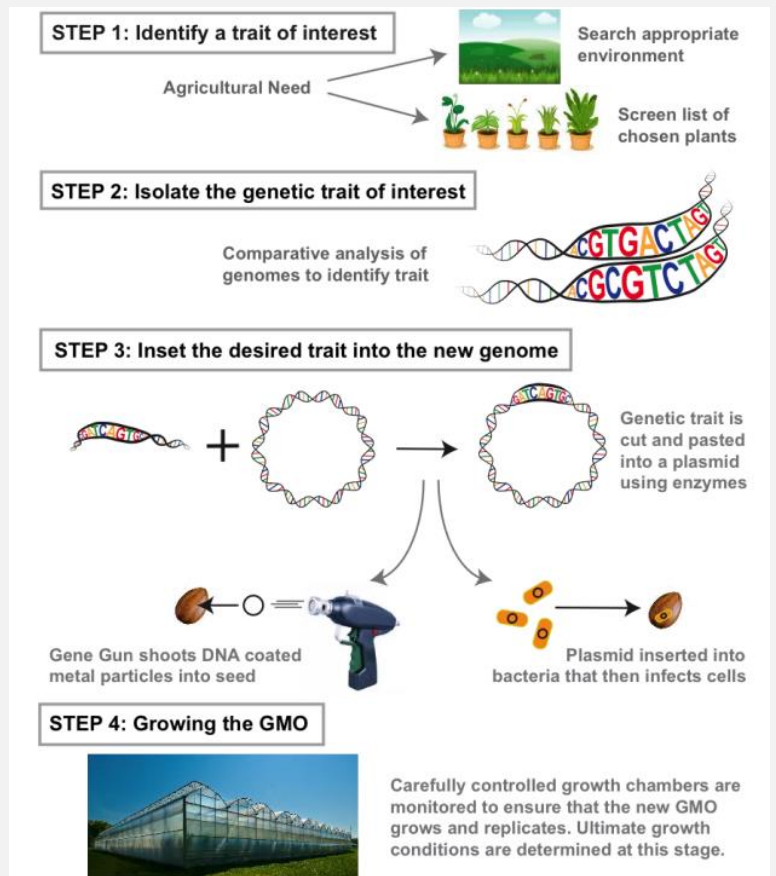 STEP 1: Identify a trait of interest
Agricultural Need
Search appropriate
environment
Screen list of
chosen plants
STEP 2: Isolate the genetic trait of interest
Comparative analysis of
genomes to identify trait
ACGTGACTAGT
ACGCGTCTAGT
STEP 3: Inset the desired trait into the new genome
GATCAGTGC
+
GATCAGTGC
Genetic trait is
cut and pasted
into a plasmid
using enzymes
Gene Gun shoots DNA coated
metal particles into seed
Plasmid inserted into
bacteria that then infects cells
STEP 4: Growing the GMO
Carefully controlled growth chambers are
monitored to ensure that the new GMO
grows and replicates. Ultimate growth
conditions are determined at this stage.